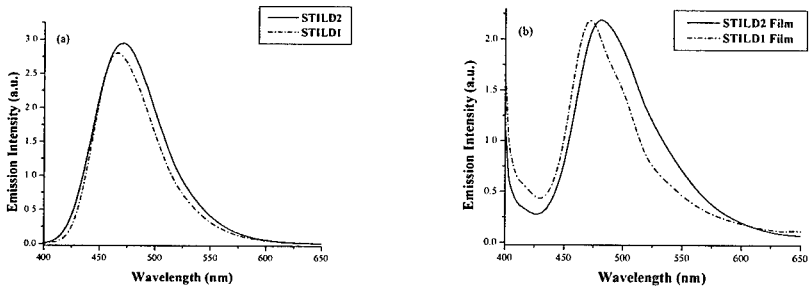 (a)
STILD2
STILD1
3.0
2.5
2.0
1.5
1.0
0.5
0.0
400 450 500 550 600 650
Emission Intensity (a.u.)
Wavelength (nm)
(b)
STILD2 Film
STILD1 Film
2.0
1.5
1.0
0.5
0.0
400 450 500 550 600 650
Emission Intensity (a.u.)
Wavelength (nm)